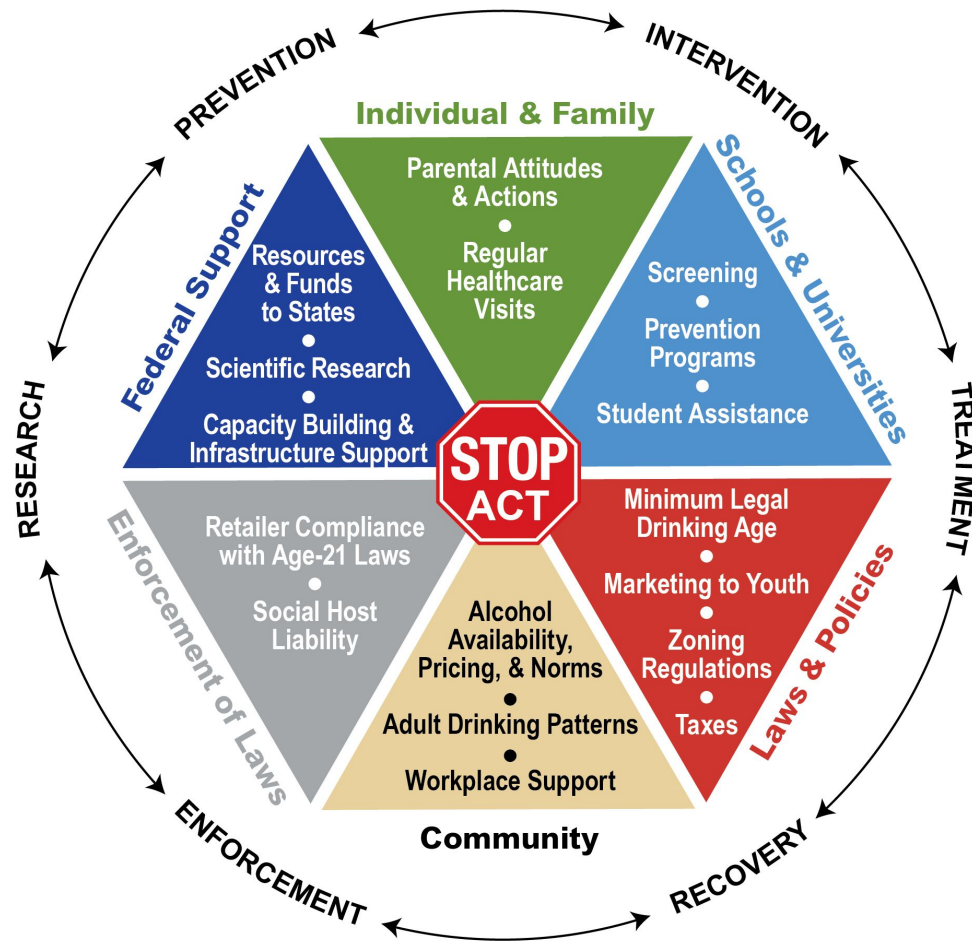 PREVENTION
INTERVENTION
TREATMENT
RECOVERY
ENFORCEMENT
RESEARCH
Individual & Family
Parental Attitudes
& Actions
Regular
Healthcare
Visits
Schools & Universities
Screening
Prevention
Programs
Student Assistance
Laws & Policies
Minimum Legal
Drinking Age
Marketing to Youth
Zoning
Regulations
Taxes
Community
Alcohol
Availability,
Pricing, & Norms
Adult Drinking Patterns
Workplace Support
Enforcement of Laws
Retailer Compliance
with Age-21 Laws
Social Host
Liability
Federal Support
Resources
& Funds
to States
Scientific Research
Capacity Building &
Infrastructure Support
STOP
ACT